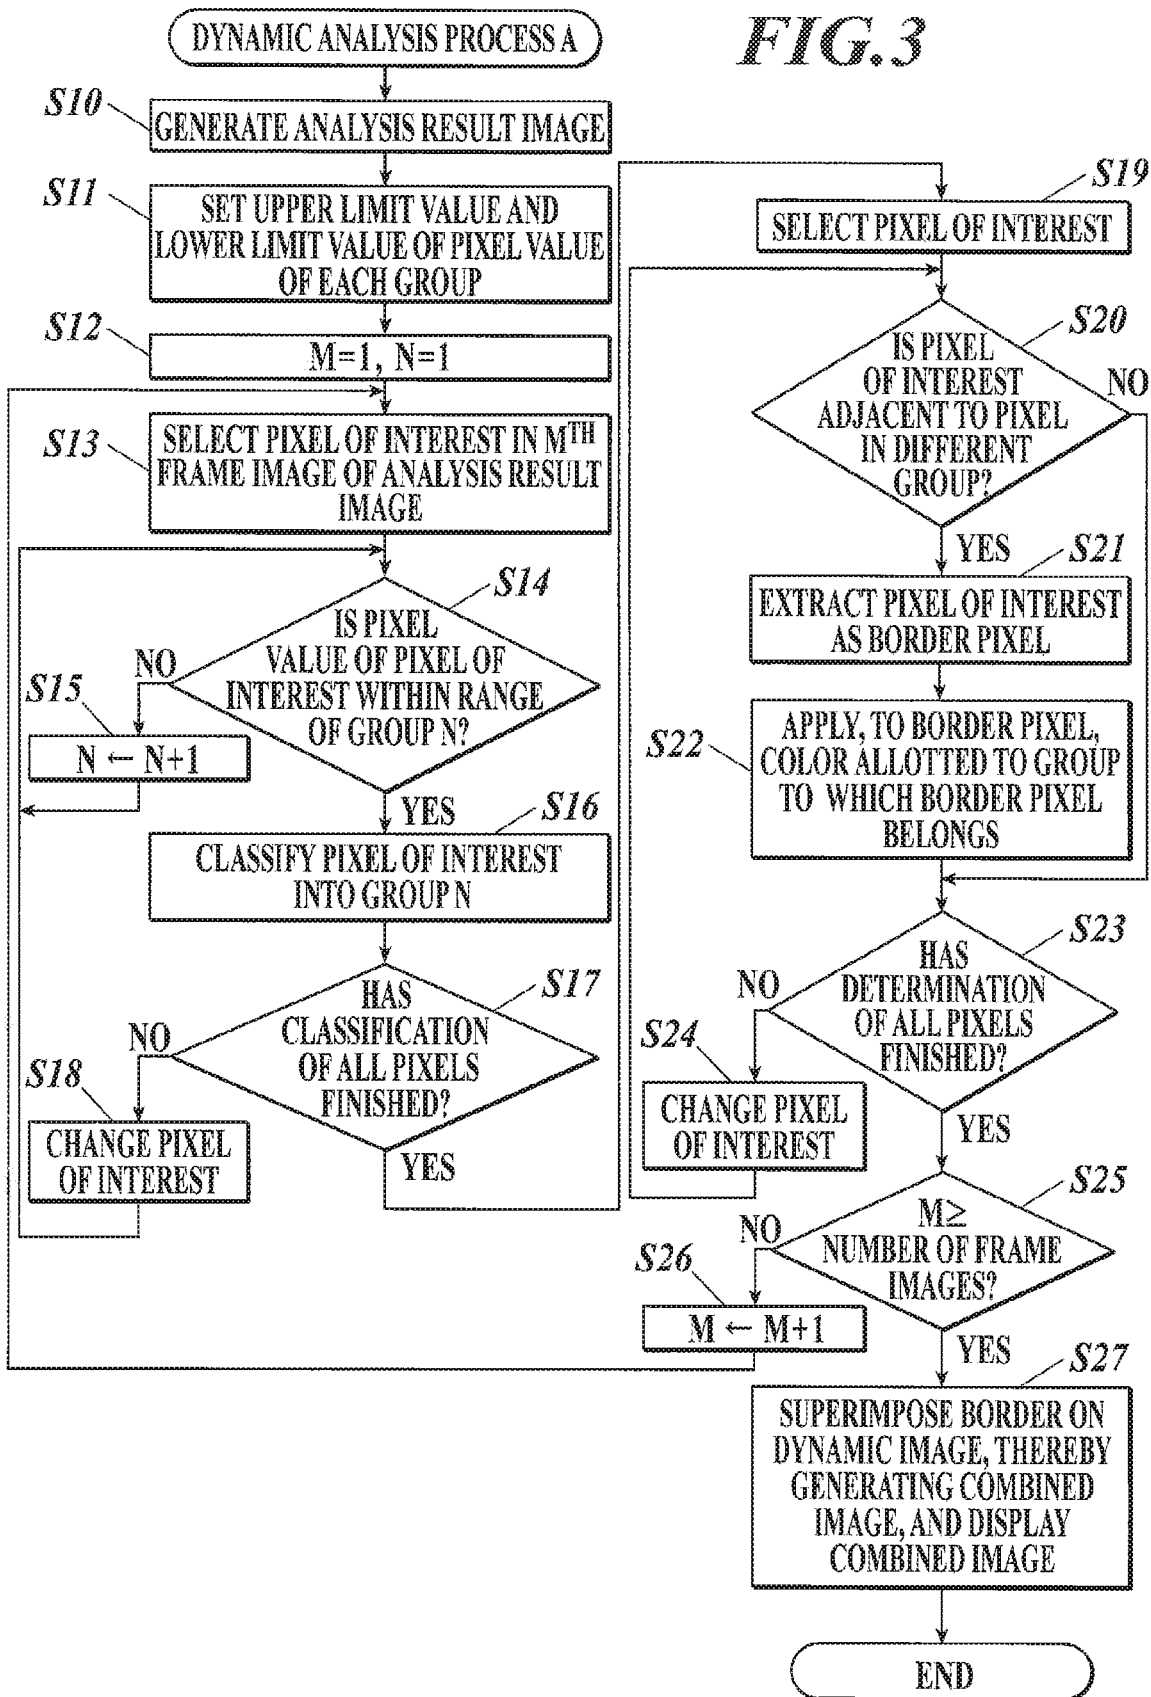 FIG.3
DYNAMIC ANALYSIS PROCESS A
S10
GENERATE ANALYSIS RESULT IMAGE
S11
SET UPPER LIMIT VALUE AND
LOWER LIMIT VALUE OF PIXEL VALUE
OF EACH GROUP
S12
M=1, N=1
S13
SELECT PIXEL OF INTEREST IN MTH
FRAME IMAGE OF ANALYSIS RESULT
IMAGE
S14
IS PIXEL
VALUE OF PIXEL OF
INTEREST WITHIN RANGE
OF GROUP N?
NO
S15
N ← N+1
YES
S16
CLASSIFY PIXEL OF INTEREST
INTO GROUP N
S17
HAS
CLASSIFICATION
OF ALL PIXELS
FINISHED?
NO
S18
CHANGE PIXEL
OF INTEREST
YES
S19
SELECT PIXEL OF INTEREST
S20
IS PIXEL
OF INTEREST
ADJACENT TO PIXEL
IN DIFFERENT
GROUP?
NO
YES
S21
EXTRACT PIXEL OF INTEREST
AS BORDER PIXEL
S22
APPLY, TO BORDER PIXEL,
COLOR ALLOTTED TO GROUP
TO WHICH BORDER PIXEL
BELONGS
S23
HAS
DETERMINATION
OF ALL PIXELS
FINISHED?
NO
S24
CHANGE PIXEL
OF INTEREST
YES
S25
M≥
NUMBER OF FRAME
IMAGES?
NO
S26
M ← M+1
YES
S27
SUPERIMPOSE BORDER ON
DYNAMIC IMAGE, THEREBY
GENERATING COMBINED
IMAGE, AND DISPLAY
COMBINED IMAGE
END